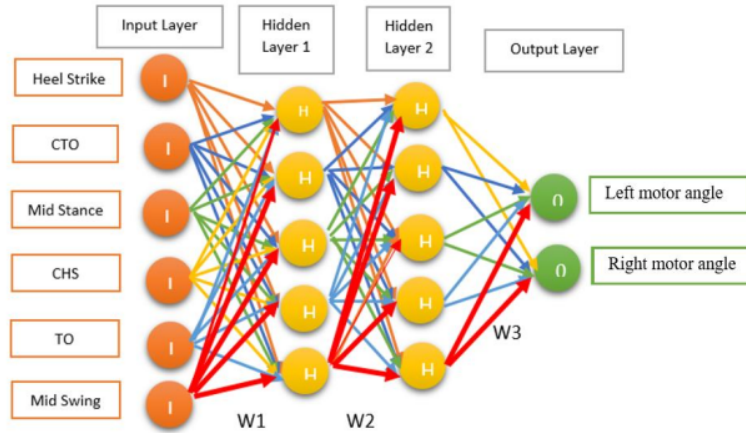 Input Layer
Hidden
Layer 1
Hidden
Layer 2
Output Layer
Heel Strike
CTO
Mid Stance
CHS
TO
Mid Swing
I
I
I
I
I
I
H
H
H
H
H
H
H
H
H
H
O
O
Left motor angle
Right motor angle
W1
W2
W3